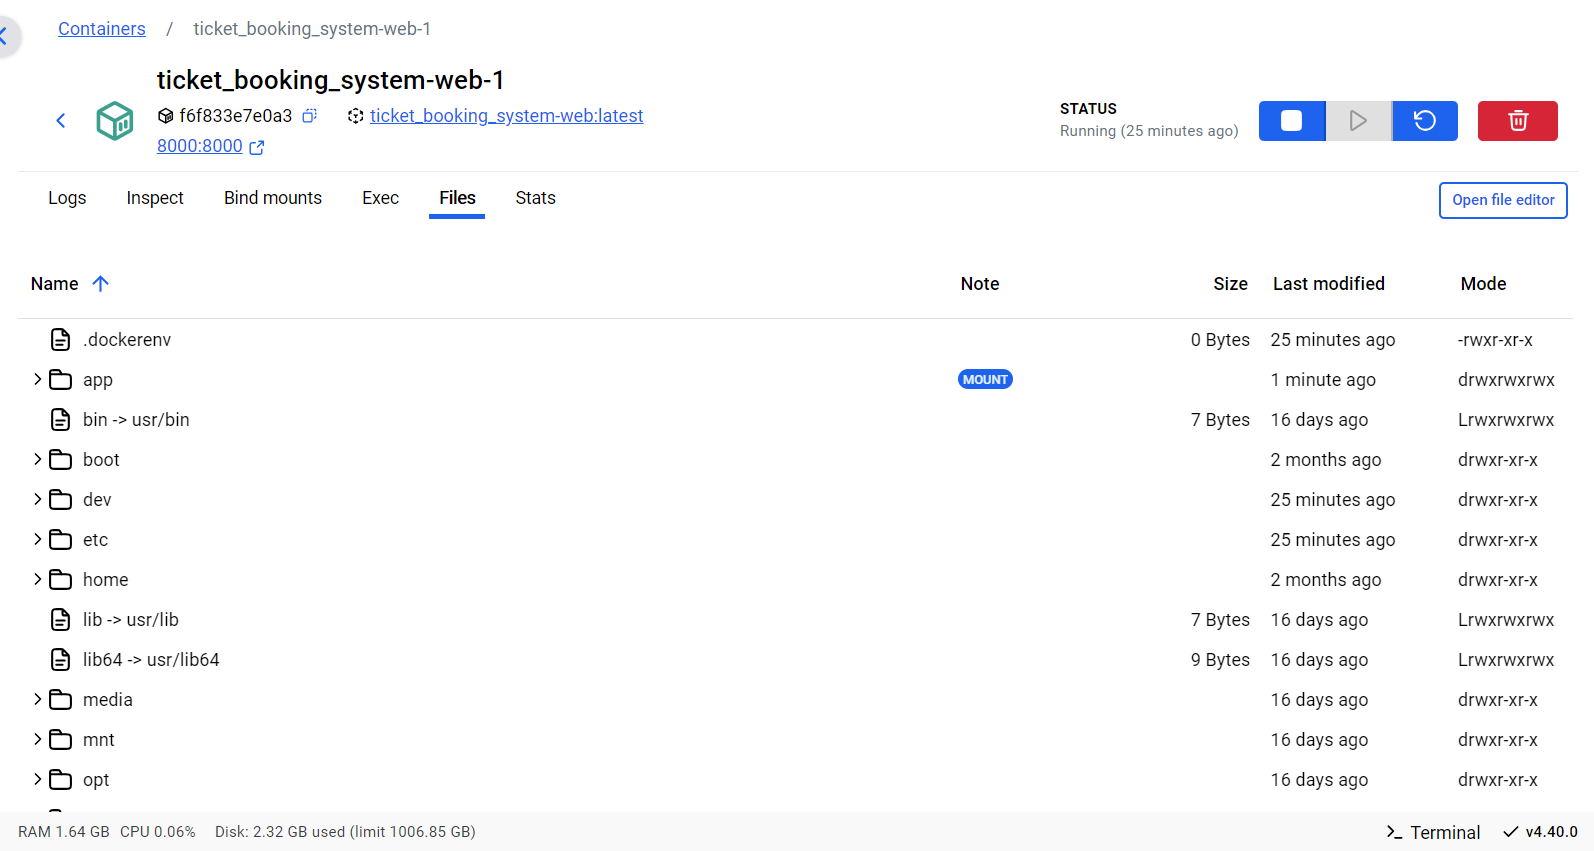 Containers / ticket_booking_system-web-1
ticket_booking_system-web-1
f6f833e7e0a3 ticket_booking_system-web:latest
8000:8000
STATUS
Running (25 minutes ago)
Logs Inspect Bind mounts Exec Files Stats Open file editor
Name Note Size Last modified Mode
.dockerenv 0 Bytes 25 minutes ago -rwxr-xr-x
app MOUNT 1 minute ago drwxrwxrwx
bin -> usr/bin 7 Bytes 16 days ago Lrwxrwxrwx
boot 2 months ago drwxr-xr-x
dev 25 minutes ago drwxr-xr-x
etc 25 minutes ago drwxr-xr-x
home 2 months ago drwxr-xr-x
lib -> usr/lib 7 Bytes 16 days ago Lrwxrwxrwx
lib64 -> usr/lib64 9 Bytes 16 days ago Lrwxrwxrwx
media 16 days ago drwxr-xr-x
mnt 16 days ago drwxr-xr-x
opt 16 days ago drwxr-xr-x
RAM 1.64 GB CPU 0.06% Disk: 2.32 GB used (limit 1006.85 GB) Terminal v4.40.0